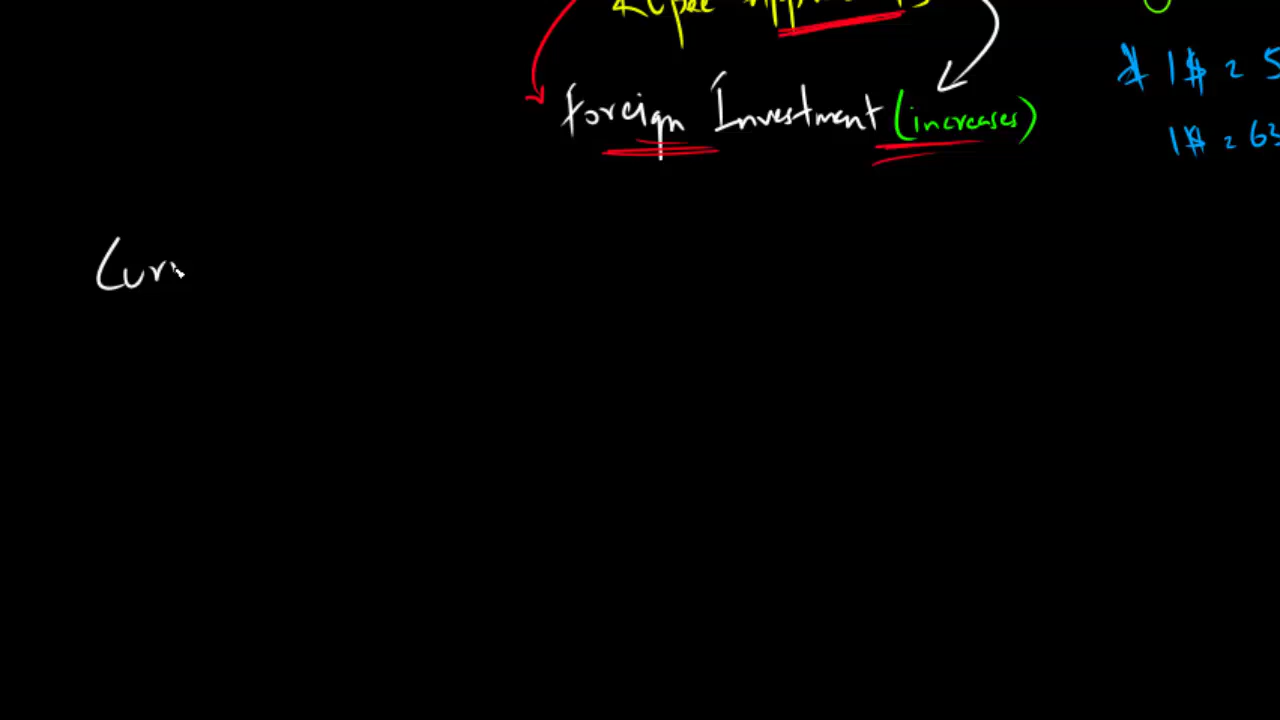 Foreign Investment (increases)
1$ = 5
1$ = 63
Curr